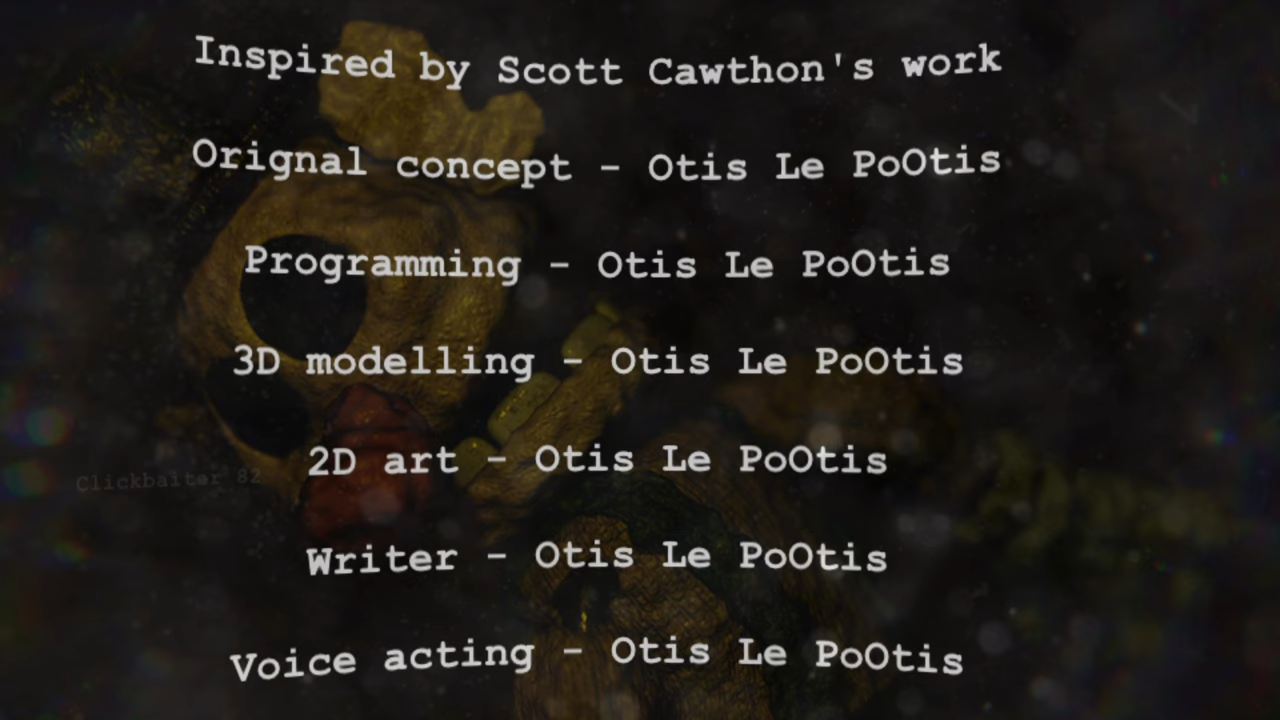 Inspired by Scott Cawthon's work
Orignal concept - Otis Le PoOtis
Programming - Otis Le PoOtis
3D modelling - Otis Le PoOtis
2D art - Otis Le PoOtis
Clickbaiter 82
Writer - Otis Le PoOtis
Voice acting - Otis Le PoOtis